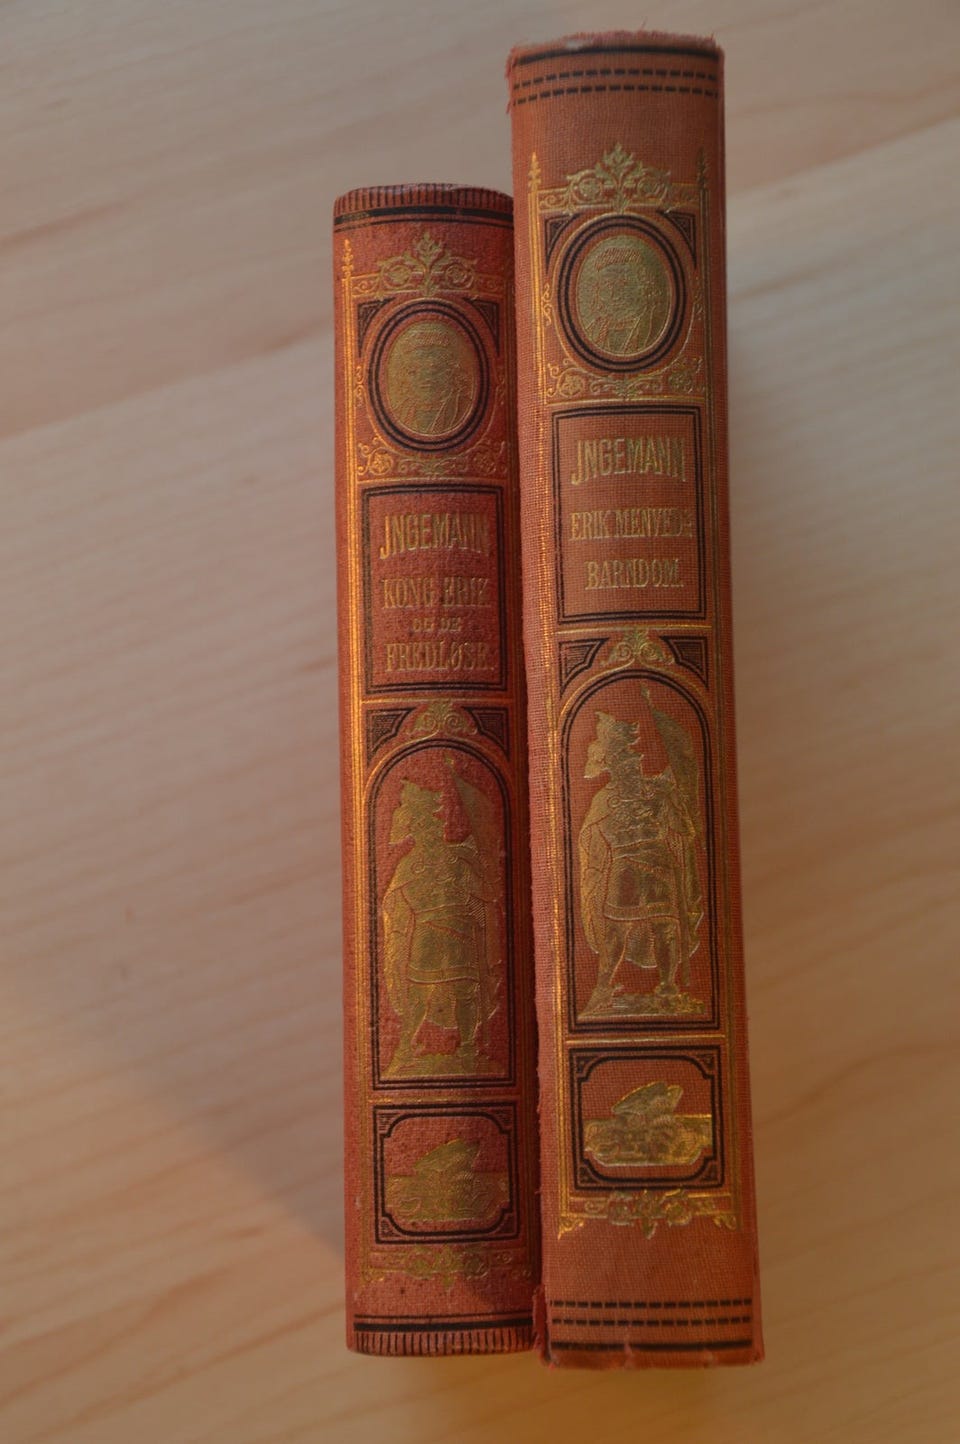 JNGEMANN
KONG ERIK
OG DE
FREDLØSE.
JNGEMANN
ERIK MENVEDS
BARNDOM.